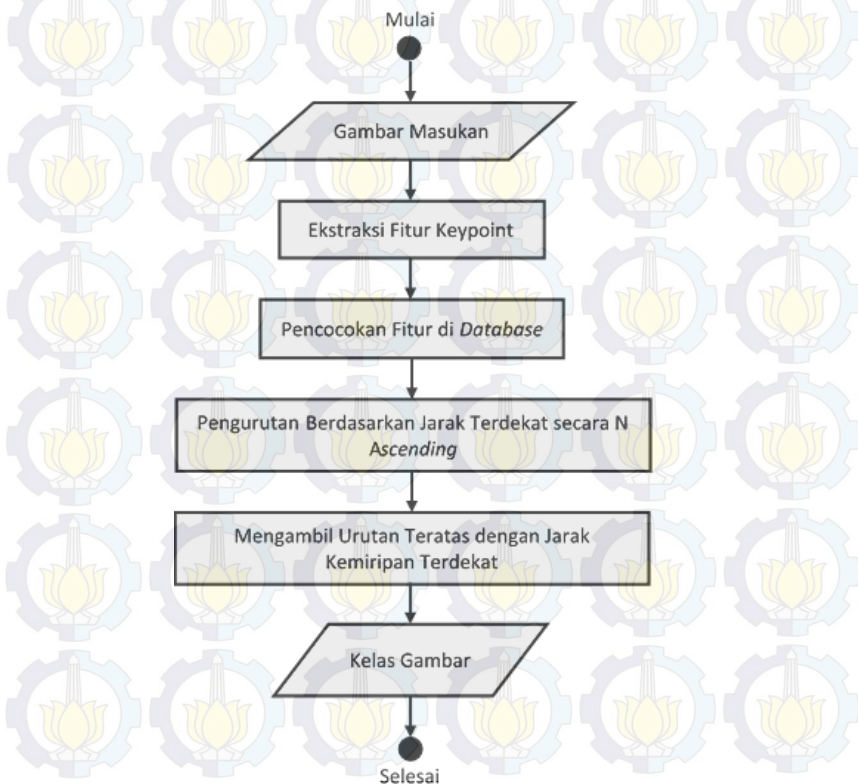 Mulai
Gambar Masukan
Ekstraksi Fitur Keypoint
Pencocokan Fitur di Database
Pengurutan Berdasarkan Jarak Terdekat secara N
Ascending
Mengambil Urutan Teratas dengan Jarak
Kemiripan Terdekat
Kelas Gambar
Selesai